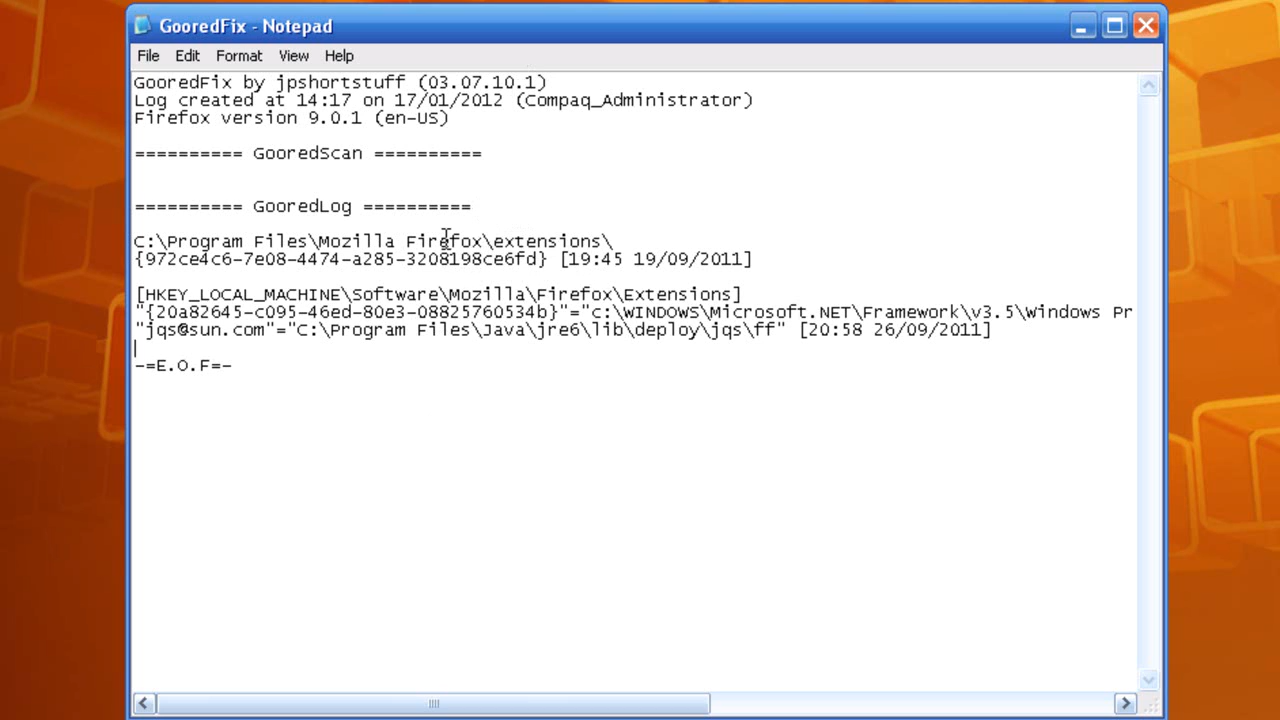 GooredFix - Notepad
File Edit Format View Help
GooredFix by jpshortstuff (03.07.10.1)
Log created at 14:17 on 17/01/2012 (Compaq_Administrator)
Firefox version 9.0.1 (en-US)
========== GooredScan ==========
========== GooredLog ==========
C:\Program Files\Mozilla Firefox\extensions\
{972ce4c6-7e08-4474-a285-3208198ce6fd} [19:45 19/09/2011]
[HKEY_LOCAL_MACHINE\Software\Mozilla\Firefox\Extensions]
"{20a82645-c095-46ed-80e3-08825760534b}"="c:\WINDOWS\Microsoft.NET\Framework\v3.5\Windows Pr
"jqs@sun.com"="C:\Program Files\Java\jre6\lib\deploy\jqs\ff" [20:58 26/09/2011]
-=E.O.F=-